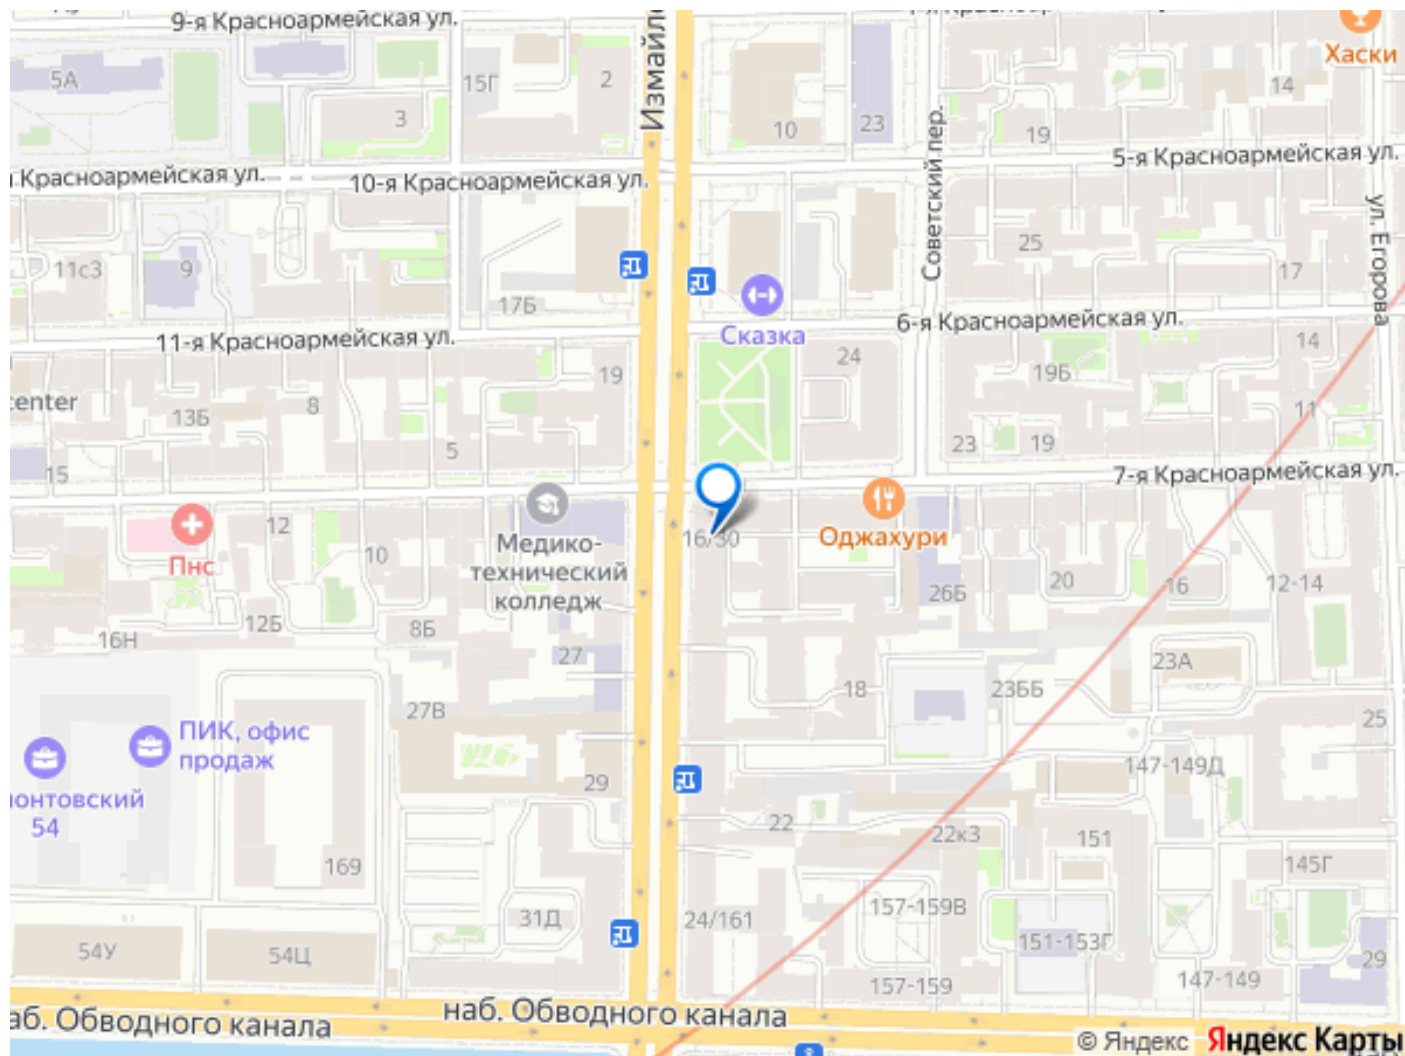 9-я Красноармейская ул.
Измайло
Хаски
5А
15Г
2
14
3
10
23
19
Советский пер.
5-я Красноармейская ул.
Красноармейская ул.
10-я Красноармейская ул.
ул. Егорова
25
11с3
9
17
17Б
Сказка
6-я Красноармейская ул.
11-я Красноармейская ул.
14
24
19Б
19
center
8
11
13Б
5
23
19
15
7-я Красноармейская ул.
12
16/30
Оджахури
Медико-
технический
колледж
10
Пнс
20
16
12-14
26Б
12Б
8Б
16Н
27
23А
18
23ББ
27В
25
ПИК, офис
продаж
147-149Д
29
54
22
22к3
151
169
145Г
157-159В
31Д
24/161
151-153Г
54У
54Ц
29
157-159
147-149
наб. Обводного канала
аб. Обводного канала
© Яндекс Яндекс Карты